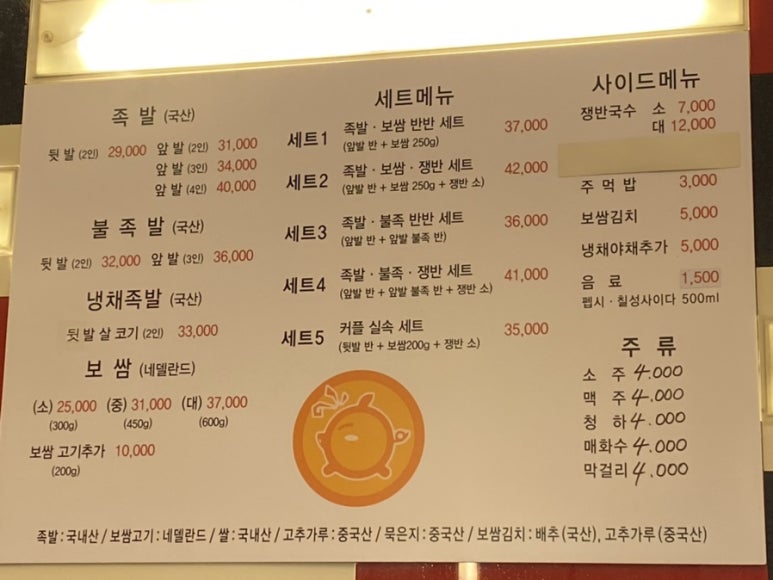 족 발 (국산)
뒷 발 (2인) 29,000 앞 발 (2인) 31,000
앞 발 (3인) 34,000
앞 발 (4인) 40,000
불 족 발 (국산)
뒷 발 (2인) 32,000 앞 발 (3인) 36,000
냉채족발 (국산)
뒷 발 살 코기 (2인) 33,000
보 쌈 (네델란드)
(소) 25,000 (중) 31,000 (대) 37,000
(300g) (450g) (600g)
보쌈 고기추가 10,000
(200g)
세트메뉴
세트1 족발 · 보쌈 반반 세트 37,000
(앞발 반 + 보쌈 250g)
세트2 족발 · 보쌈 · 쟁반 세트 42,000
(앞발 반 + 보쌈 250g + 쟁반 소)
세트3 족발 · 불족 반반 세트 36,000
(앞발 반 + 앞발 불족 반)
세트4 족발 · 불족 · 쟁반 세트 41,000
(앞발 반 + 앞발 불족 반 + 쟁반 소)
세트5 커플 실속 세트 35,000
(뒷발 반 + 보쌈200g + 쟁반 소)
사이드메뉴
쟁반국수 소 7,000
대 12,000
주 먹 밥 3,000
보쌈김치 5,000
냉채야채추가 5,000
음 료 1,500
펩시 · 칠성사이다 500ml
주 류
소 주 4.000
맥 주 4.000
청 하 4.000
매화수 4.000
막걸리 4.000
족발 : 국내산 / 보쌈고기 : 네델란드 / 쌀 : 국내산 / 고추가루 : 중국산 / 묵은지 : 중국산 / 보쌈김치 : 배추 (국산), 고추가루 (중국산)